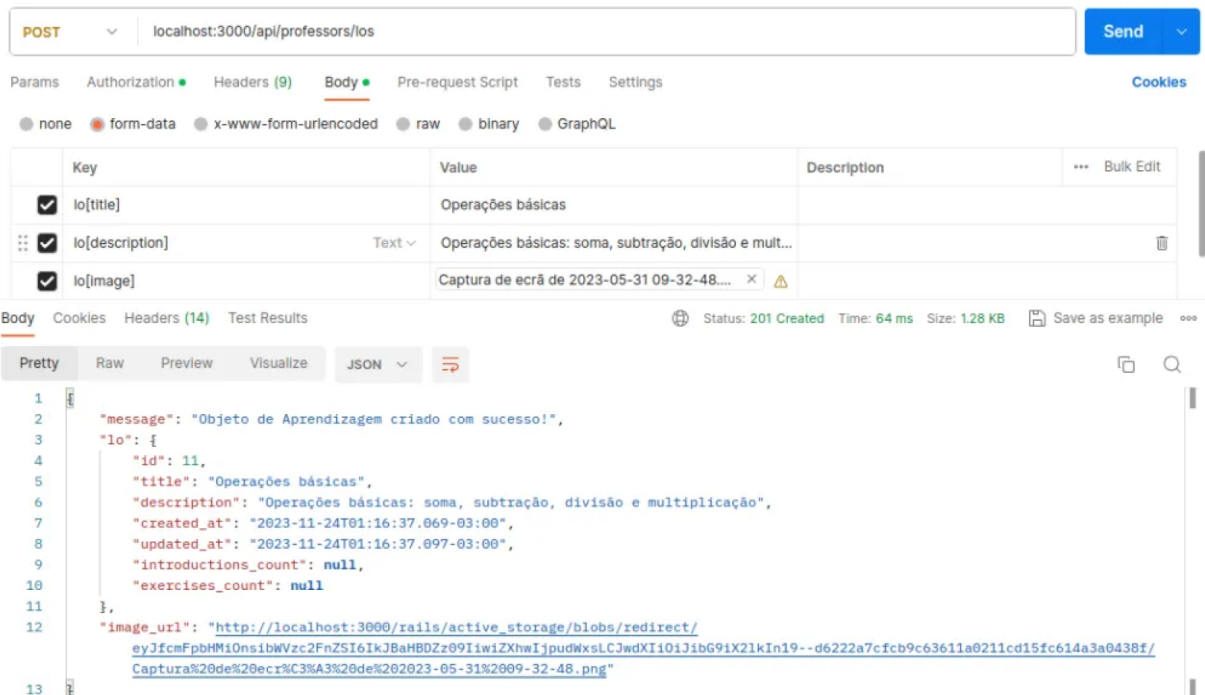 POST localhost:3000/api/professors/los Send
Params Authorization Headers (9) Body Pre-request Script Tests Settings Cookies
none form-data x-www-form-urlencoded raw binary GraphQL
Key Value Description Bulk Edit
lo[title] Operações básicas
lo[description] Text Operações básicas: soma, subtração, divisão e mult...
lo[image] Captura de ecrã de 2023-05-31 09-32-48....
Body Cookies Headers (14) Test Results Status: 201 Created Time: 64 ms Size: 1.28 KB Save as example
Pretty Raw Preview Visualize JSON
1 {
2 "message": "Objeto de Aprendizagem criado com sucesso!",
3 "lo": {
4 "id": 11,
5 "title": "Operações básicas",
6 "description": "Operações básicas: soma, subtração, divisão e multiplicação",
7 "created_at": "2023-11-24T01:16:37.069-03:00",
8 "updated_at": "2023-11-24T01:16:37.097-03:00",
9 "introductions_count": null,
10 "exercises_count": null
11 },
12 "image_url": "http://localhost:3000/rails/active_storage/blobs/redirect/
eyJfcmFpbHMiOnsibWVzc2FnZSI6IkJBaHBDZz09IiwiZXhwIjpudWxsLCJwdXIiOiJibG9iX2lkIn19--d6222a7cfcb9c63611a0211cd15fc614a3a0438f/
Captura%20de%20ecr%C3%A3%20de%202023-05-31%2009-32-48.png"
13 }